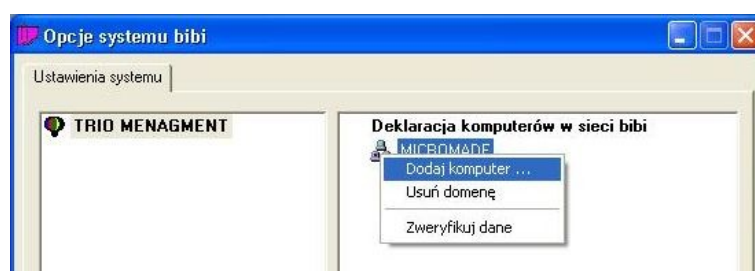 Opcje systemu bibi
Ustawienia systemu
TRIO MENAGMENT
Deklaracja komputerów w sieci bibi
MICROMADE
Dodaj komputer ...
Usuń domenę
Zweryfikuj dane